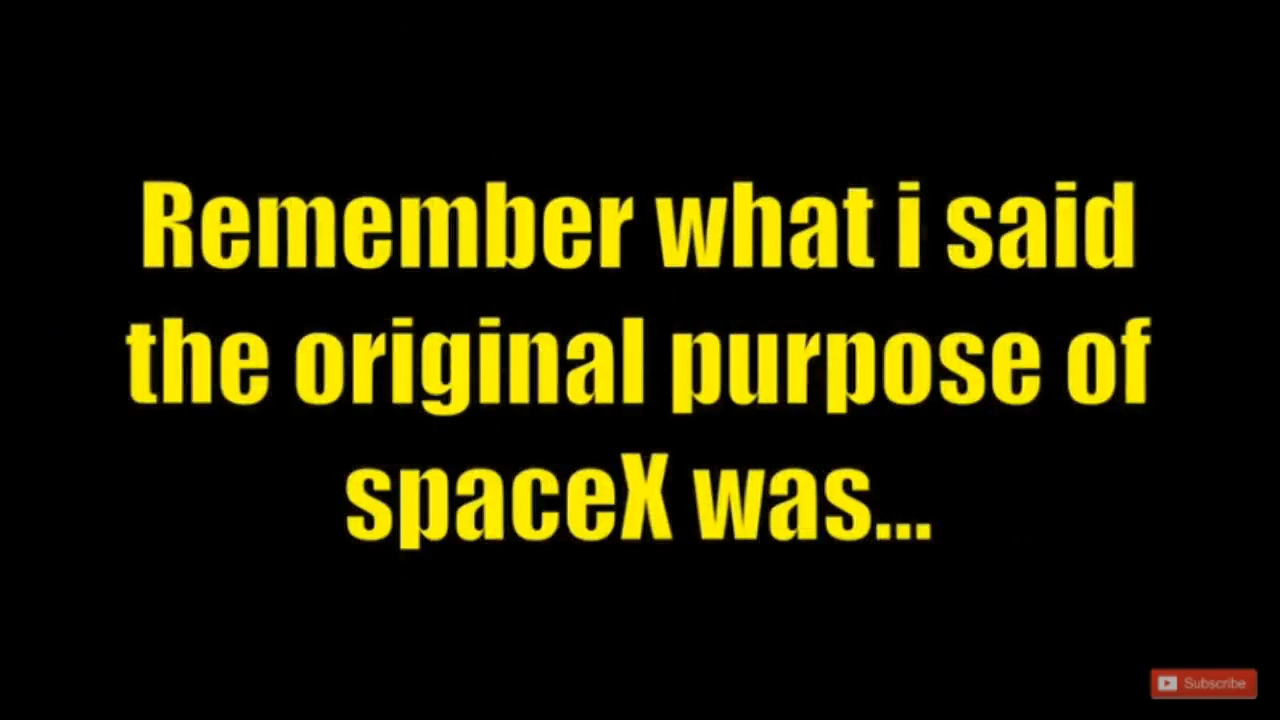 Remember what i said
the original purpose of
spaceX was...
Subscribe